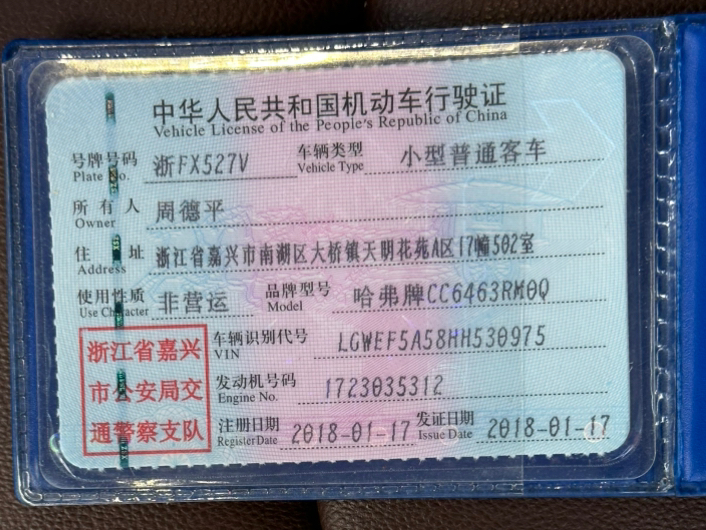 中华人民共和国机动车行驶证
Vehicle License of the People's Republic of China
号牌号码 浙FX527V 车辆类型 小型普通客车
Plate No. Vehicle Type
所有人 周德平
Owner
住址 浙江省嘉兴市南湖区大桥镇天明花苑A区17幢502室
Address
使用性质 非营运 品牌型号 哈弗牌CC6463RM0Q
Use Character Model
浙江省嘉兴
市公安局交
通警察支队
车辆识别代号 LGWEF5A58HH530975
VIN
发动机号码 1723035312
Engine No.
注册日期 2018-01-17 发证日期 2018-01-17
Register Date Issue Date